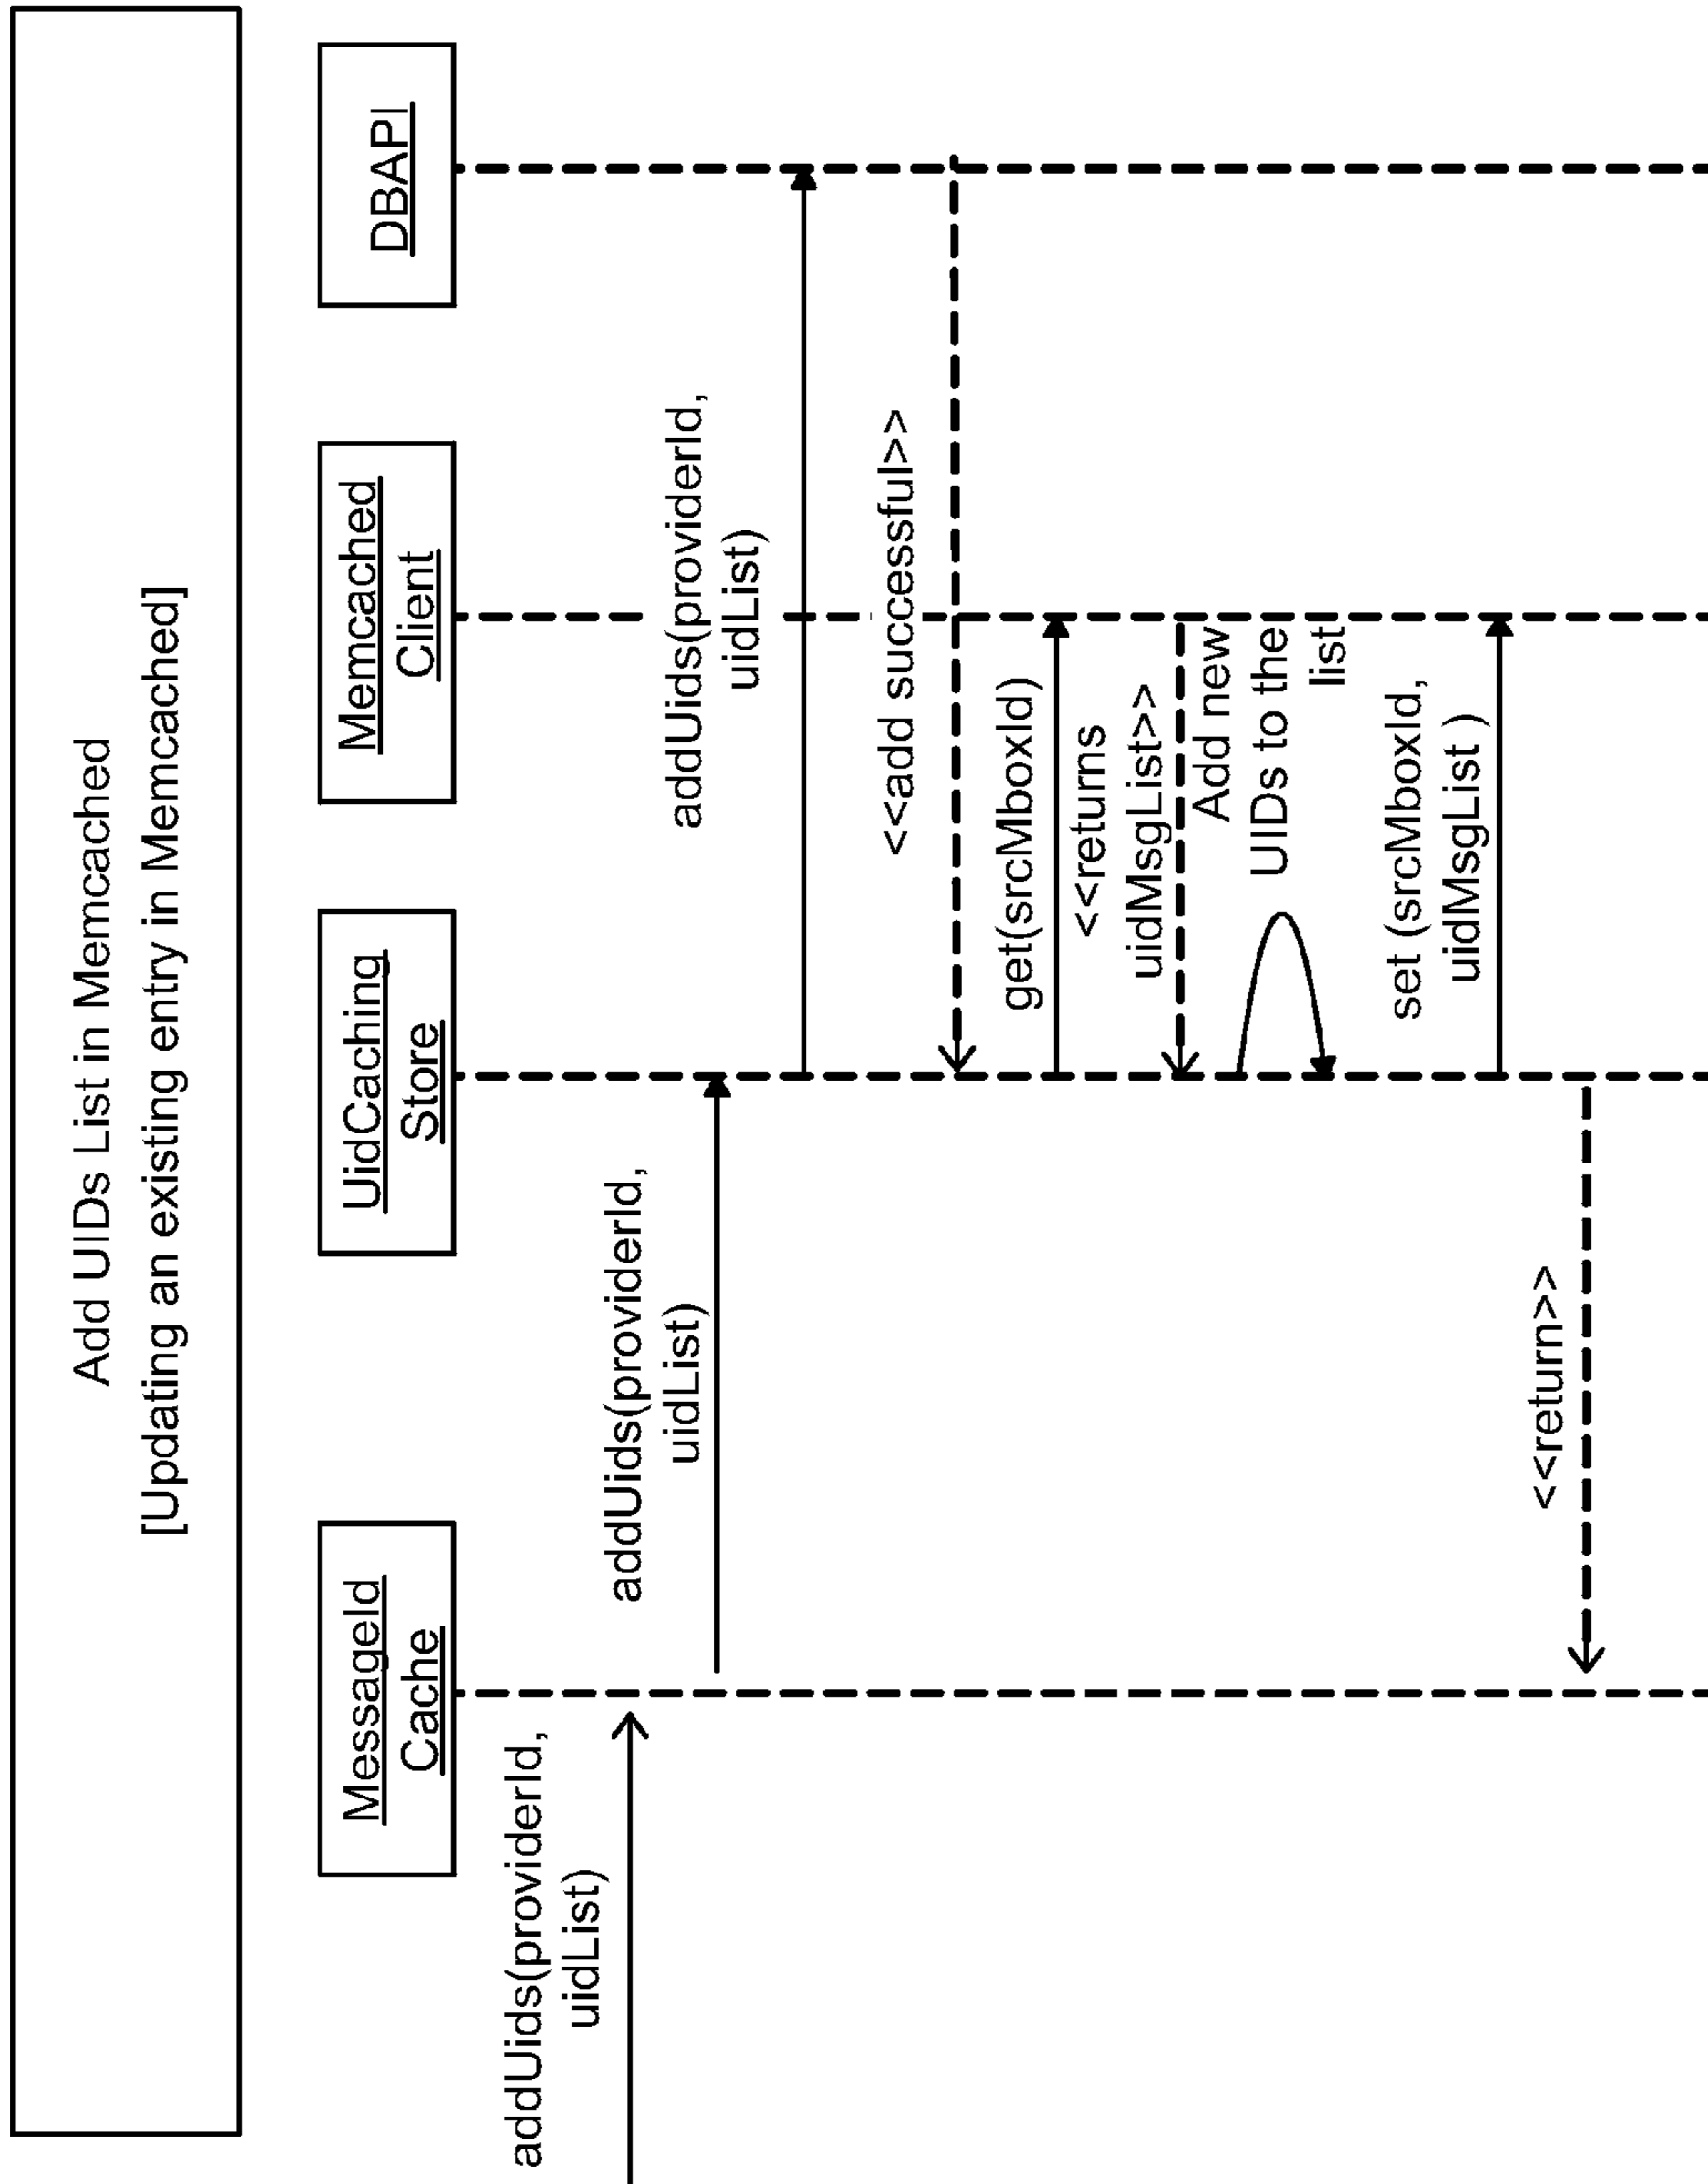 Add UIDs List in Memcached
[Updating an existing entry in Memcached]
MessageId
Cache
UidCaching
Store
Memcached
Client
DBAPI
addUids(providerId,
uidList)
addUids(providerId,
uidList)
addUids(providerId,
uidList)
<<add successful>>
get(srcMboxId)
<<returns
uidMsgList>>
Add new
UIDs to the
list
set (srcMboxId,
uidMsgList )
<<return>>